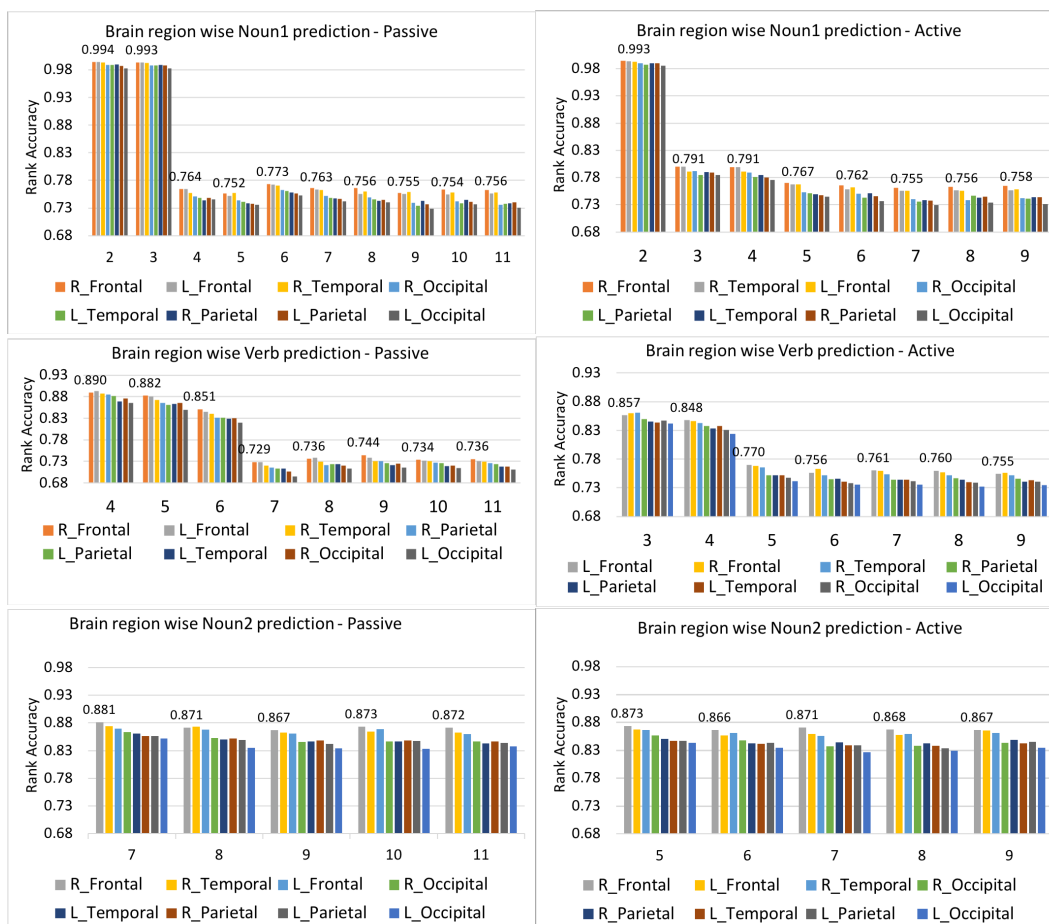 Brain region wise Noun1 prediction - Passive
Rank Accuracy
0.98
0.93
0.88
0.83
0.78
0.73
0.68
0.994 0.993 0.764 0.752 0.773 0.763 0.756 0.755 0.754 0.756
2 3 4 5 6 7 8 9 10 11
R_Frontal L_Frontal R_Temporal R_Occipital
L_Temporal R_Parietal L_Parietal L_Occipital
Brain region wise Noun1 prediction - Active
Rank Accuracy
0.98
0.93
0.88
0.83
0.78
0.73
0.68
0.993 0.791 0.791 0.767 0.762 0.755 0.756 0.758
2 3 4 5 6 7 8 9
R_Frontal R_Temporal L_Frontal R_Occipital
L_Parietal L_Temporal R_Parietal L_Occipital
Brain region wise Verb prediction - Passive
Rank Accuracy
0.93
0.88
0.83
0.78
0.73
0.68
0.890 0.882 0.851 0.729 0.736 0.744 0.734 0.736
4 5 6 7 8 9 10 11
R_Frontal L_Frontal R_Temporal R_Parietal
L_Parietal L_Temporal R_Occipital L_Occipital
Brain region wise Verb prediction - Active
Rank Accuracy
0.93
0.88
0.83
0.78
0.73
0.68
0.857 0.848 0.770 0.756 0.761 0.760 0.755
3 4 5 6 7 8 9
L_Frontal R_Frontal R_Temporal R_Parietal
L_Parietal L_Temporal R_Occipital L_Occipital
Brain region wise Noun2 prediction - Passive
Rank Accuracy
0.98
0.93
0.88
0.83
0.78
0.73
0.68
0.881 0.871 0.867 0.873 0.872
7 8 9 10 11
R_Frontal R_Temporal L_Frontal R_Occipital
L_Temporal R_Parietal L_Parietal L_Occipital
Brain region wise Noun2 prediction - Active
Rank Accuracy
0.98
0.93
0.88
0.83
0.78
0.73
0.68
0.873 0.866 0.871 0.868 0.867
5 6 7 8 9
R_Frontal L_Frontal R_Temporal R_Occipital
R_Parietal L_Temporal L_Parietal L_Occipital